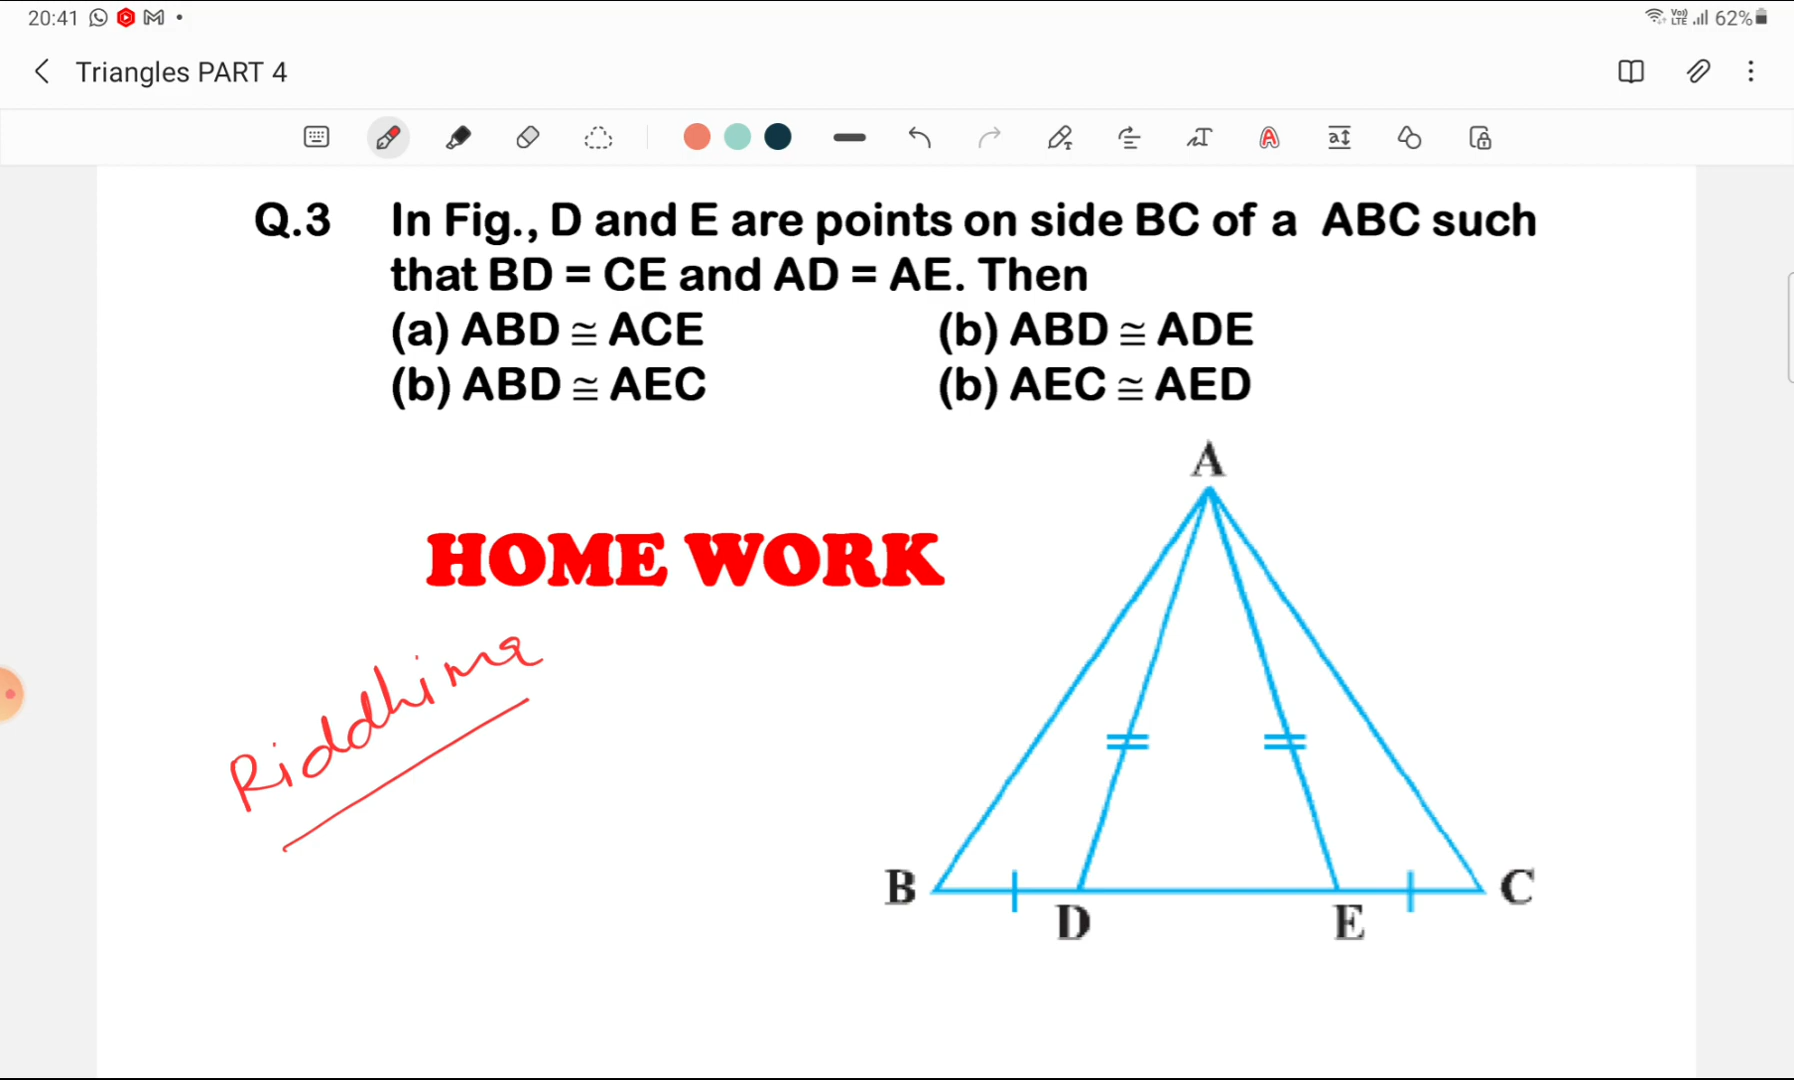 20:41 62%
Triangles PART 4
Q.3 In Fig., D and E are points on side BC of a ABC such
that BD = CE and AD = AE. Then
(a) ABD ≅ ACE (b) ABD ≅ ADE
(b) ABD ≅ AEC (b) AEC ≅ AED
A
HOME WORK
Riddhima
B C
D E